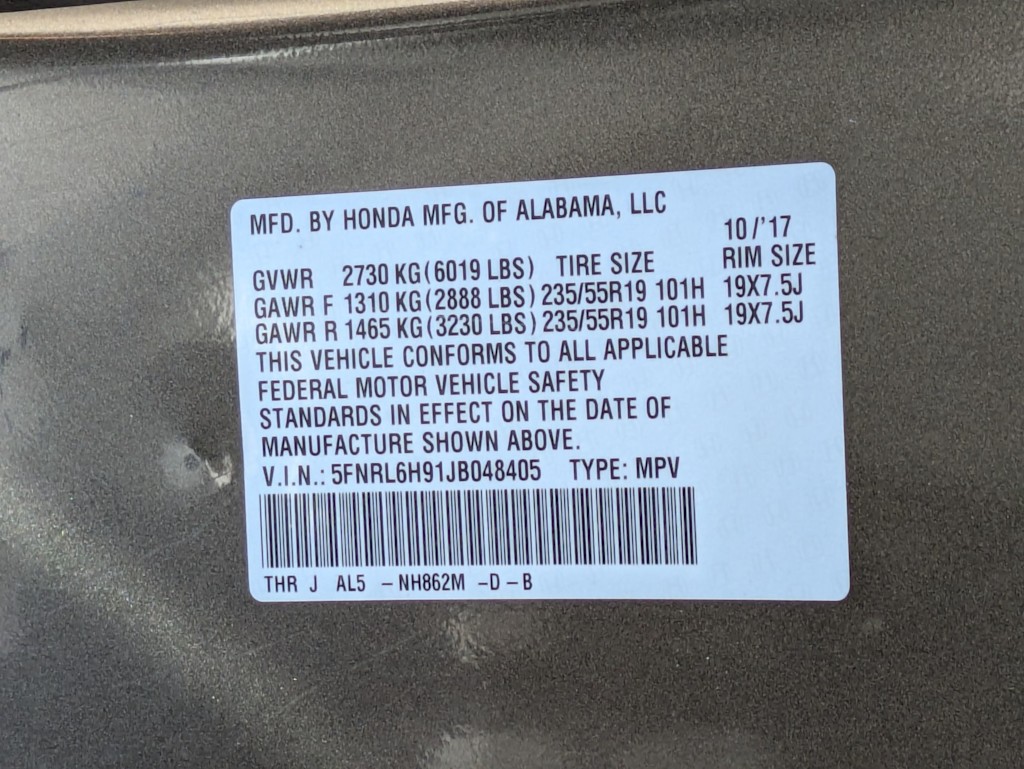 MFD. BY HONDA MFG. OF ALABAMA, LLC
10/'17
GVWR 2730 KG(6019 LBS) TIRE SIZE RIM SIZE
GAWR F 1310 KG(2888 LBS) 235/55R19 101H 19X7.5J
GAWR R 1465 KG(3230 LBS) 235/55R19 101H 19X7.5J
THIS VEHICLE CONFORMS TO ALL APPLICABLE
FEDERAL MOTOR VEHICLE SAFETY
STANDARDS IN EFFECT ON THE DATE OF
MANUFACTURE SHOWN ABOVE.
V.I.N.: 5FNRL6H91JB048405 TYPE: MPV
THR J AL5 -NH862M -D-B